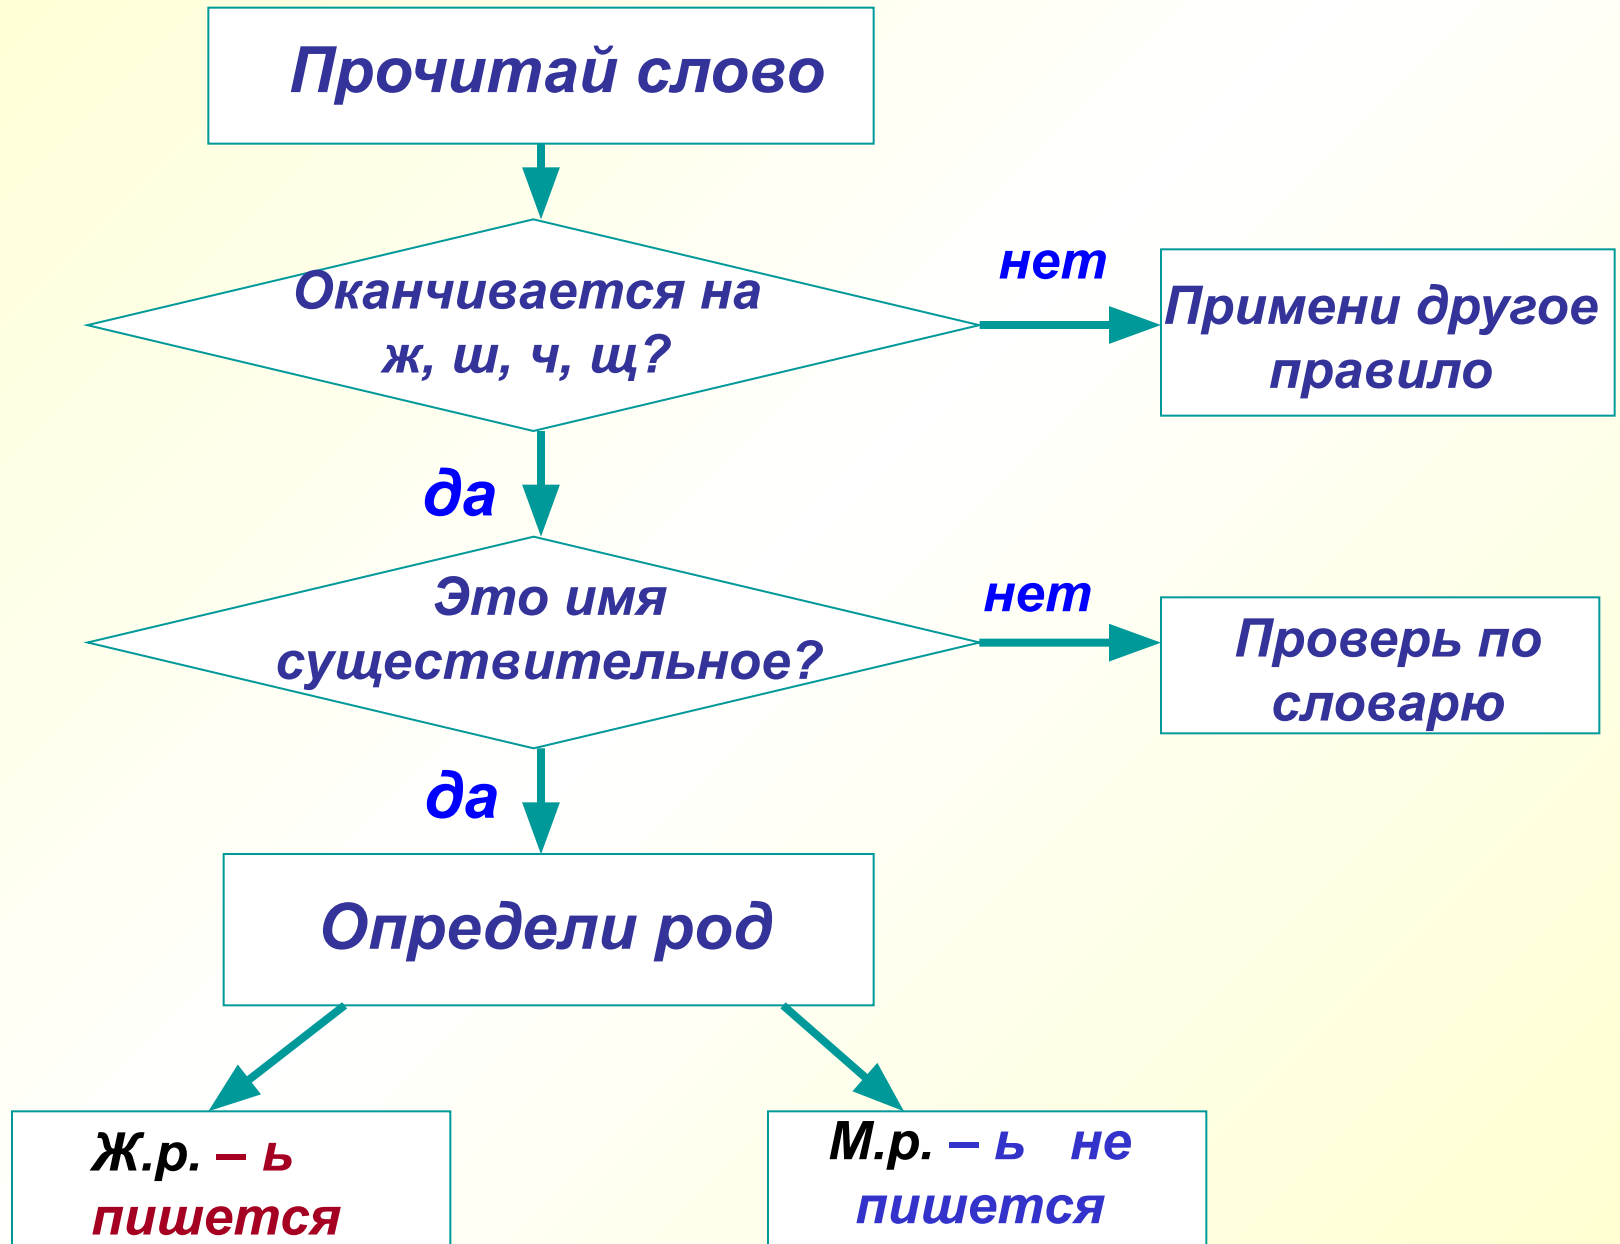 Прочитай слово
Оканчивается на
ж, ш, ч, щ?
нет
Примени другое
правило
да
Это имя
существительное?
нет
Проверь по
словарю
да
Определи род
Ж.р. – ь
пишется
М.р. – ь не
пишется